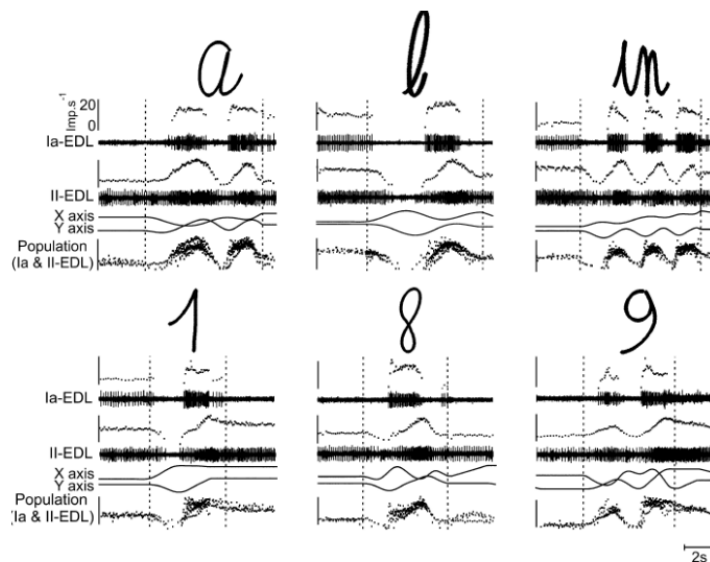 a l in
Imp.s⁻¹
20
0
Ia-EDL
II-EDL
X axis
Y axis
Population
(Ia & II-EDL)
1 8 9
Ia-EDL
II-EDL
X axis
Y axis
Population
(Ia & II-EDL)
2s